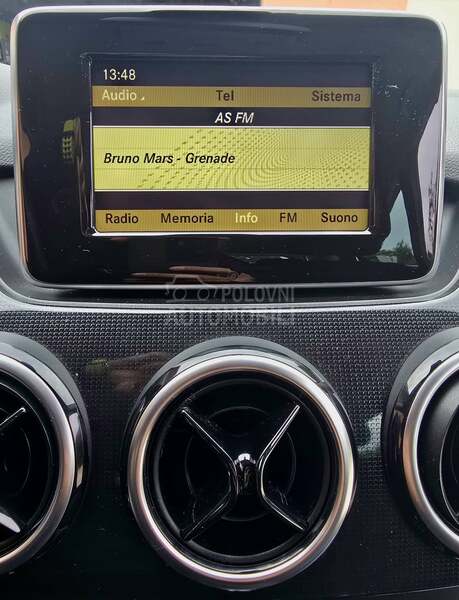 13:48
Audio Tel Sistema
AS FM
Bruno Mars - Grenade
Radio Memoria Info FM Suono
POLOVNI
AUTOMOBILI